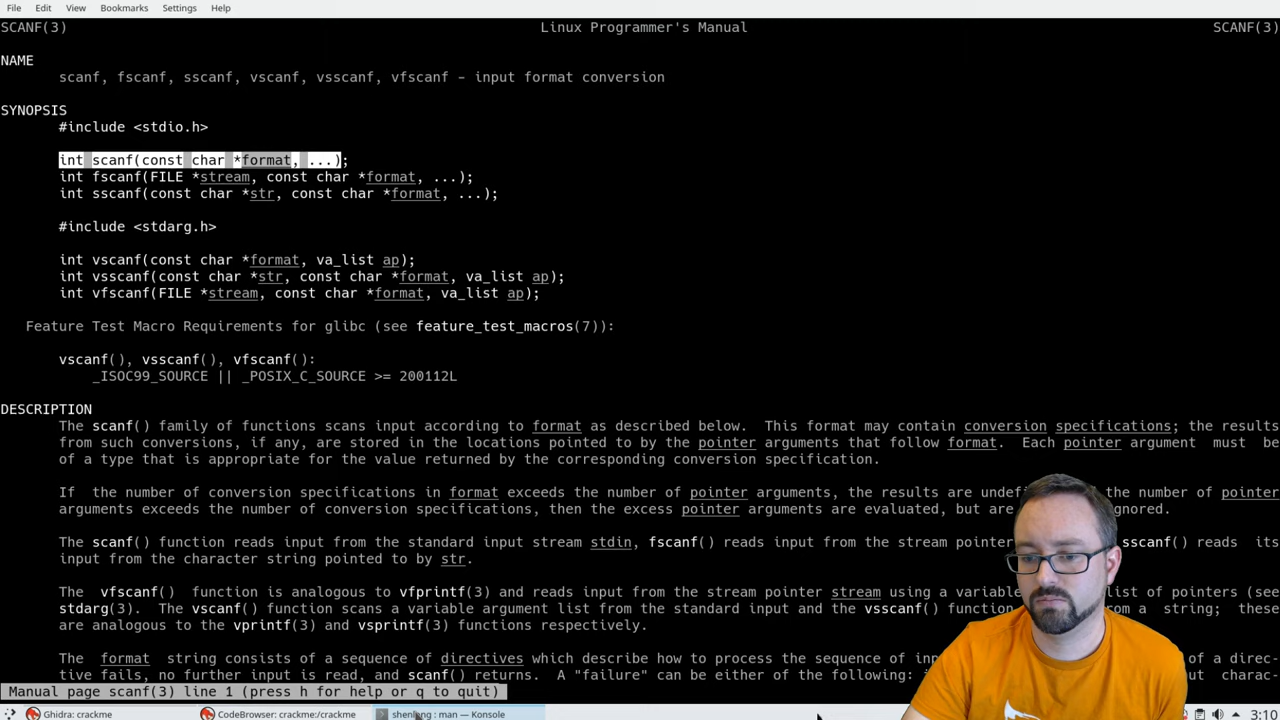 File Edit View Bookmarks Settings Help
SCANF(3) Linux Programmer's Manual SCANF(3)
NAME
scanf, fscanf, sscanf, vscanf, vsscanf, vfscanf - input format conversion
SYNOPSIS
#include <stdio.h>
int scanf(const char *format, ...);
int fscanf(FILE *stream, const char *format, ...);
int sscanf(const char *str, const char *format, ...);
#include <stdarg.h>
int vscanf(const char *format, va_list ap);
int vsscanf(const char *str, const char *format, va_list ap);
int vfscanf(FILE *stream, const char *format, va_list ap);
Feature Test Macro Requirements for glibc (see feature_test_macros(7)):
vscanf(), vsscanf(), vfscanf():
_ISOC99_SOURCE || _POSIX_C_SOURCE >= 200112L
DESCRIPTION
The scanf() family of functions scans input according to format as described below. This format may contain conversion specifications; the results
from such conversions, if any, are stored in the locations pointed to by the pointer arguments that follow format. Each pointer argument must be
of a type that is appropriate for the value returned by the corresponding conversion specification.
If the number of conversion specifications in format exceeds the number of pointer arguments, the results are the number of pointer
arguments exceeds the number of conversion specifications, then the excess pointer arguments are evaluated, but are
The scanf() function reads input from the standard input stream stdin, fscanf() reads input from the stream pointer sscanf() reads its
input from the character string pointed to by str.
The vfscanf() function is analogous to vfprintf(3) and reads input from the stream pointer stream using a list of pointers (see
stdarg(3). The vscanf() function scans a variable argument list from the standard input and the vsscanf() a string; these
are analogous to the vprintf(3) and vsprintf(3) functions respectively.
The format string consists of a sequence of directives which describe how to process the sequence of of a direc-
tive fails, no further input is read, and scanf() returns. A "failure" can be either of the following: charac-
Manual page scanf(3) line 1 (press h for help or q to quit)
Ghidra: crackme CodeBrowser: crackme:/crackme : man — Konsole 3:10